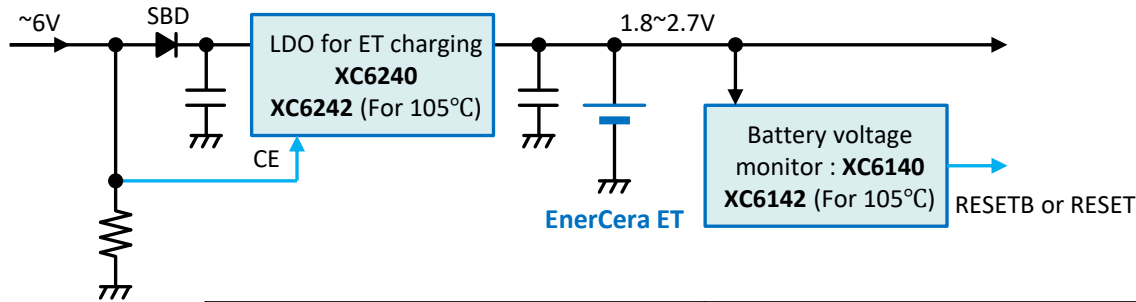 ~6V
SBD
LDO for ET charging
XC6240
XC6242 (For 105℃)
1.8~2.7V
CE
Battery voltage
monitor : XC6140
XC6142 (For 105℃)
RESETB or RESET
EnerCera ET